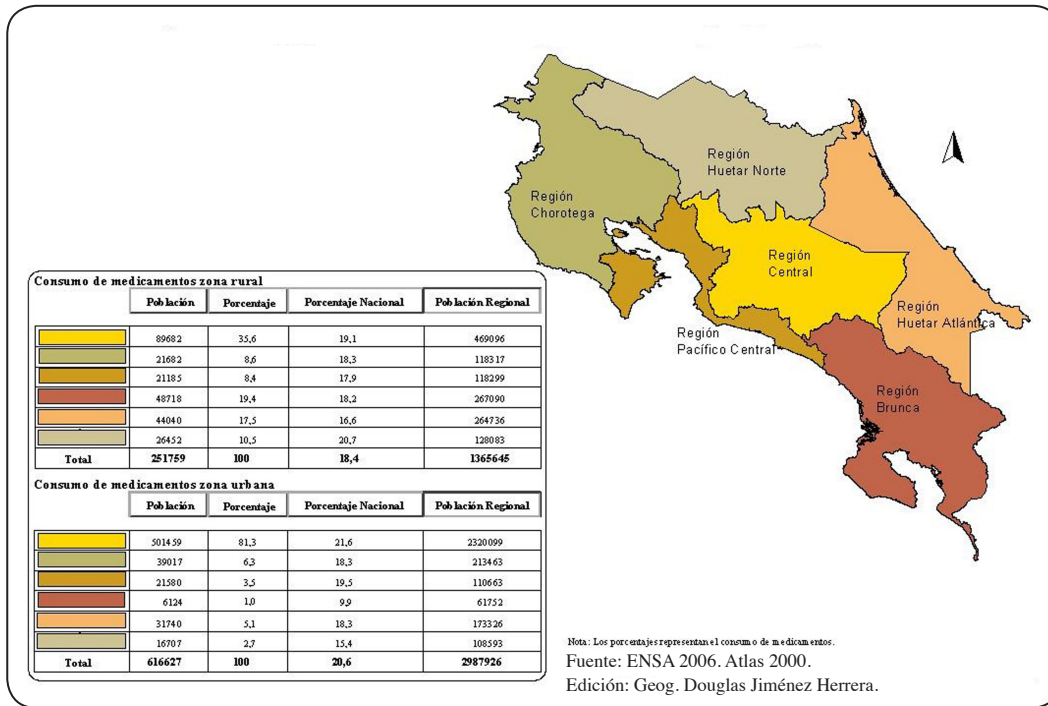 Región
Huetar Norte
Región
Chorotega
Región
Central
Región
Huetar Atlántica
Región
Pacífico Central
Región
Brunca
Consumo de medicamentos zona rural
Población Porcentaje Porcentaje Nacional Población Regional
89682 35,6 19,1 469096
21682 8,6 18,3 118317
21185 8,4 17,9 118299
48718 19,4 18,2 267090
44040 17,5 16,6 264736
26452 10,5 20,7 128083
Total 251759 100 18,4 1365645
Consumo de medicamentos zona urbana
Población Porcentaje Porcentaje Nacional Población Regional
501459 81,3 21,6 2320099
39017 6,3 18,3 213463
21580 3,5 19,5 110663
6124 1,0 9,9 61752
31740 5,1 18,3 173326
16707 2,7 15,4 108593
Total 616627 100 20,6 2987926
Nota: Los porcentajes representan el consumo de medicamentos.
Fuente: ENSA 2006. Atlas 2000.
Edición: Geog. Douglas Jiménez Herrera.